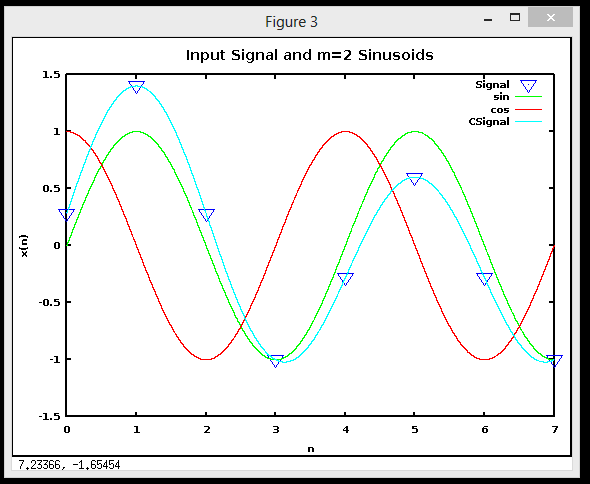 Figure 3
Input Signal and m=2 Sinusoids
1.5
Signal
sin
cos
CSignal
1
0.5
x(n)
0
-0.5
-1
-1.5
0 1 2 3 4 5 6 7
n
7.23366, -1.65454